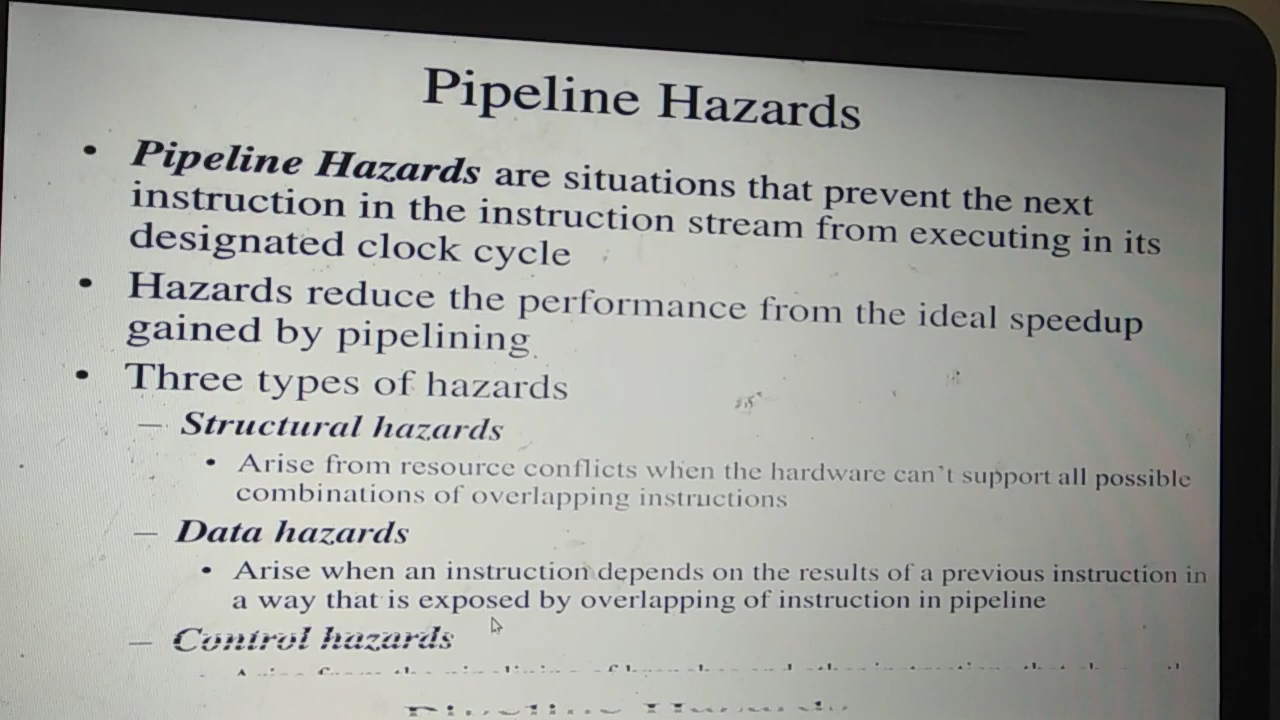 Pipeline Hazards
• Pipeline Hazards are situations that prevent the next
instruction in the instruction stream from executing in its
designated clock cycle
• Hazards reduce the performance from the ideal speedup
gained by pipelining
• Three types of hazards
– Structural hazards
• Arise from resource conflicts when the hardware can't support all possible
combinations of overlapping instructions
– Data hazards
• Arise when an instruction depends on the results of a previous instruction in
a way that is exposed by overlapping of instruction in pipeline
– Control hazards